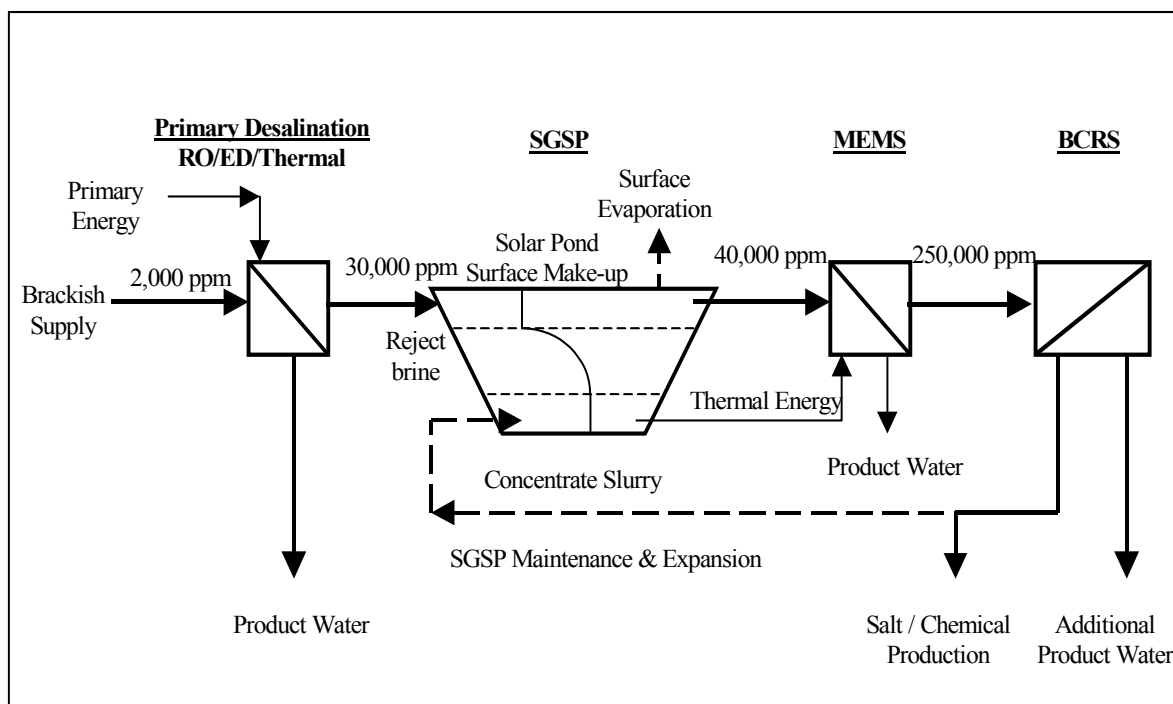 Primary Desalination
RO/ED/Thermal
SGSP
MEMS
BCRS
Primary
Energy
Surface
Evaporation
Solar Pond
Surface Make-up
2,000 ppm
30,000 ppm
40,000 ppm
250,000 ppm
Brackish
Supply
Reject
brine
Thermal Energy
Product Water
Concentrate Slurry
SGSP Maintenance & Expansion
Product Water
Salt / Chemical
Production
Additional
Product Water